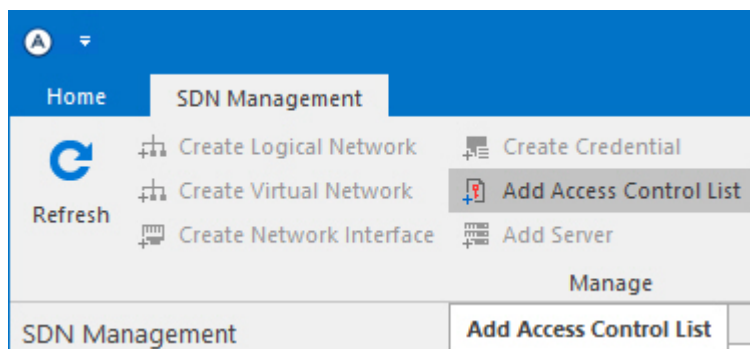 A
Home SDN Management
Refresh
Create Logical Network
Create Virtual Network
Create Network Interface
Create Credential
Add Access Control List
Add Server
Manage
SDN Management
Add Access Control List